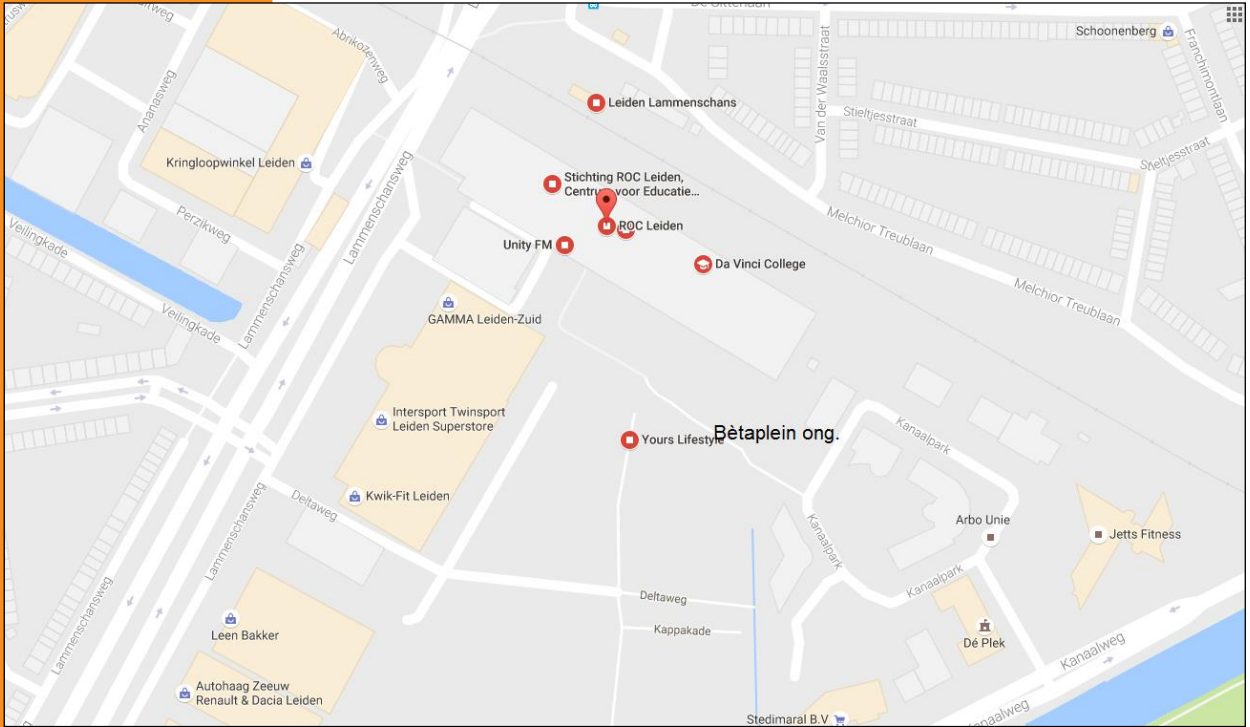 De Sitterlaan
Schoonenberg
Franchimontlaan
Abrikozenweg
Ananasweg
Van der Waalsstraat
Stieltjesstraat
Stieltjesstraat
Leiden Lammenschans
Kringloopwinkel Leiden
Lammenschansweg
Stichting ROC Leiden,
Centrum voor Educatie...
ROC Leiden
Unity FM
Da Vinci College
Melchior Treublaan
Melchior Treublaan
Perzikweg
Veilingkade
Veilingkade
Lammenschansweg
GAMMA Leiden-Zuid
Intersport Twinsport
Leiden Superstore
Yours Lifestyle
Bètaplein ong.
Kanaalpark
Kwik-Fit Leiden
Deltaweg
Lammenschansweg
Arbo Unie
Jetts Fitness
Kanaalpark
Kanaalpark
Lammenschansweg
Deltaweg
Kappakade
Leen Bakker
Dé Plek
Kanaalweg
Autohaag Zeeuw
Renault & Dacia Leiden
Stedimaral B.V
Kanaalweg